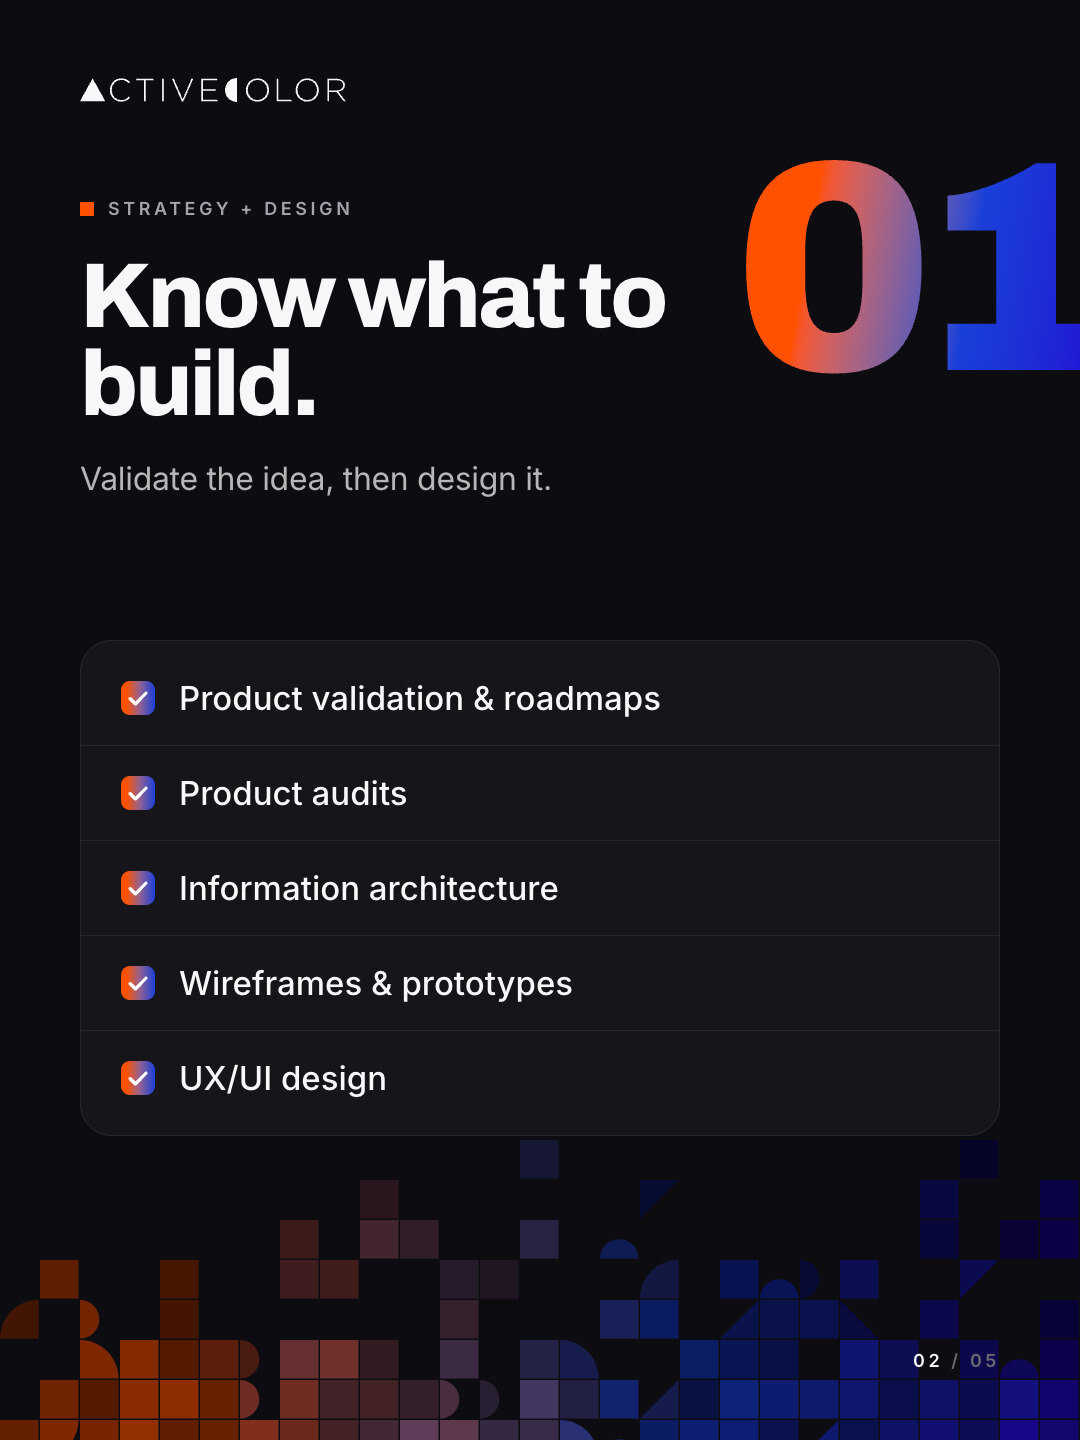 ACTIVECOLOR
STRATEGY + DESIGN
01
Know what to
build.
Validate the idea, then design it.
Product validation & roadmaps
Product audits
Information architecture
Wireframes & prototypes
UX/UI design
02 / 05